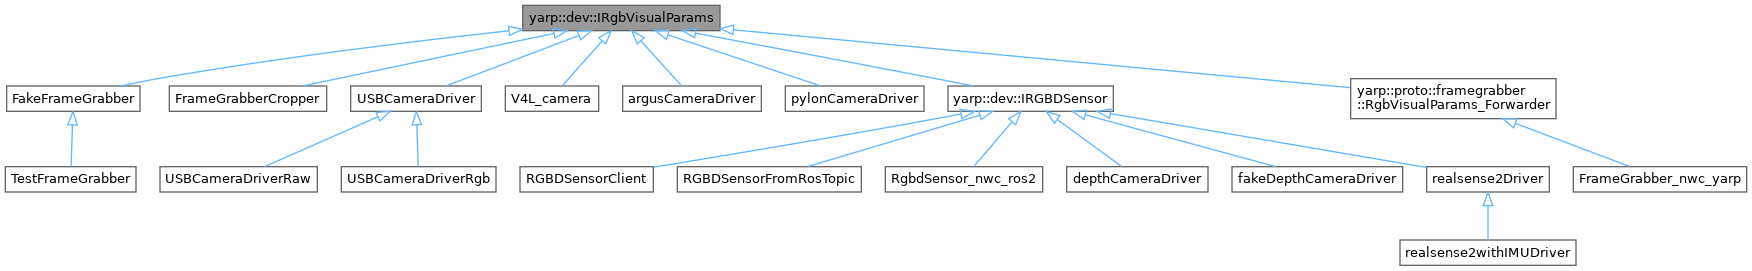 yarp::dev::IRgbVisualParams
FakeFrameGrabber
FrameGrabberCropper
USBCameraDriver
V4L_camera
argusCameraDriver
pylonCameraDriver
yarp::dev::IRGBDSensor
yarp::proto::framegrabber
::RgbVisualParams_Forwarder
TestFrameGrabber
USBCameraDriverRaw
USBCameraDriverRgb
RGBDSensorClient
RGBDSensorFromRosTopic
RgbdSensor_nwc_ros2
depthCameraDriver
fakeDepthCameraDriver
realsense2Driver
FrameGrabber_nwc_yarp
realsense2withIMUDriver